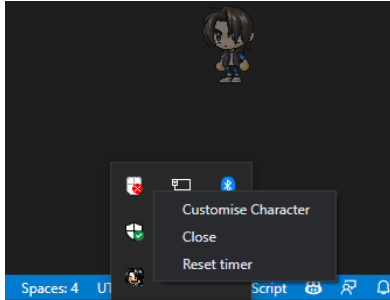 Customise Character
Close
Reset timer
Spaces: 4 UT Script